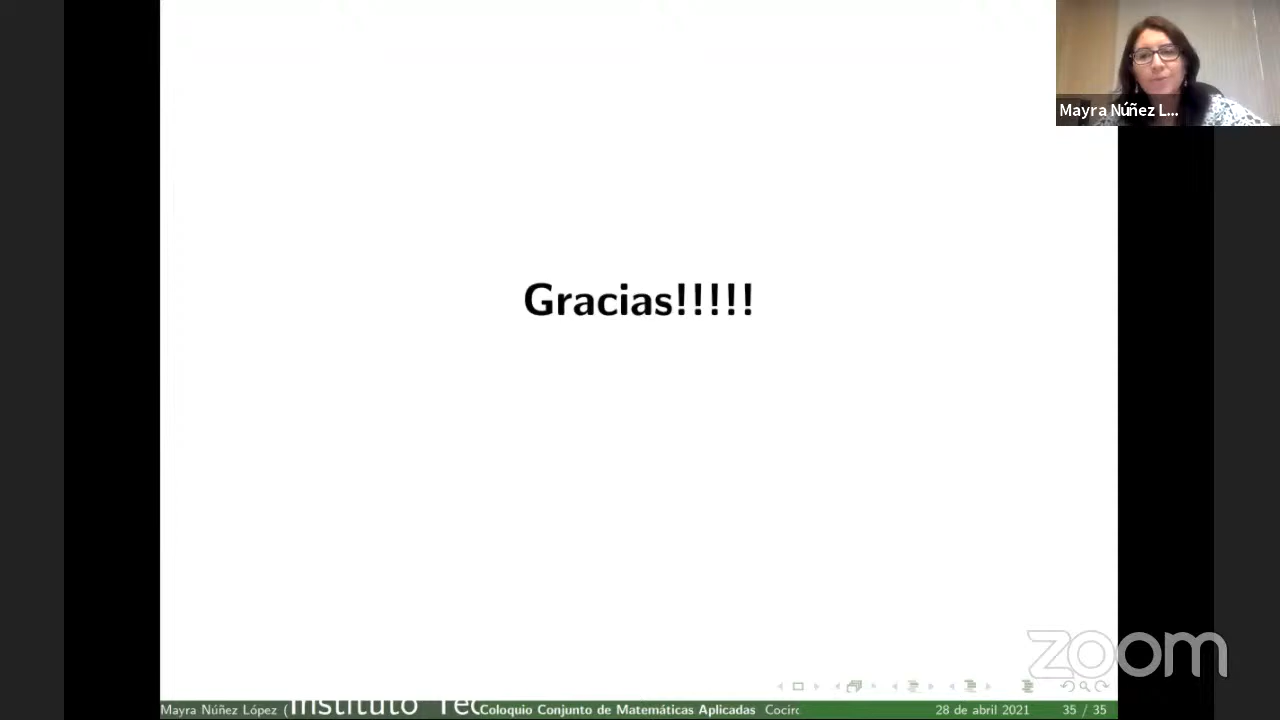 Mayra Núñez L...
Gracias!!!!!
zoom
Mayra Núñez López ( Instituto Tec Coloquio Conjunto de Matemáticas Aplicadas 28 de abril 2021 35 / 35